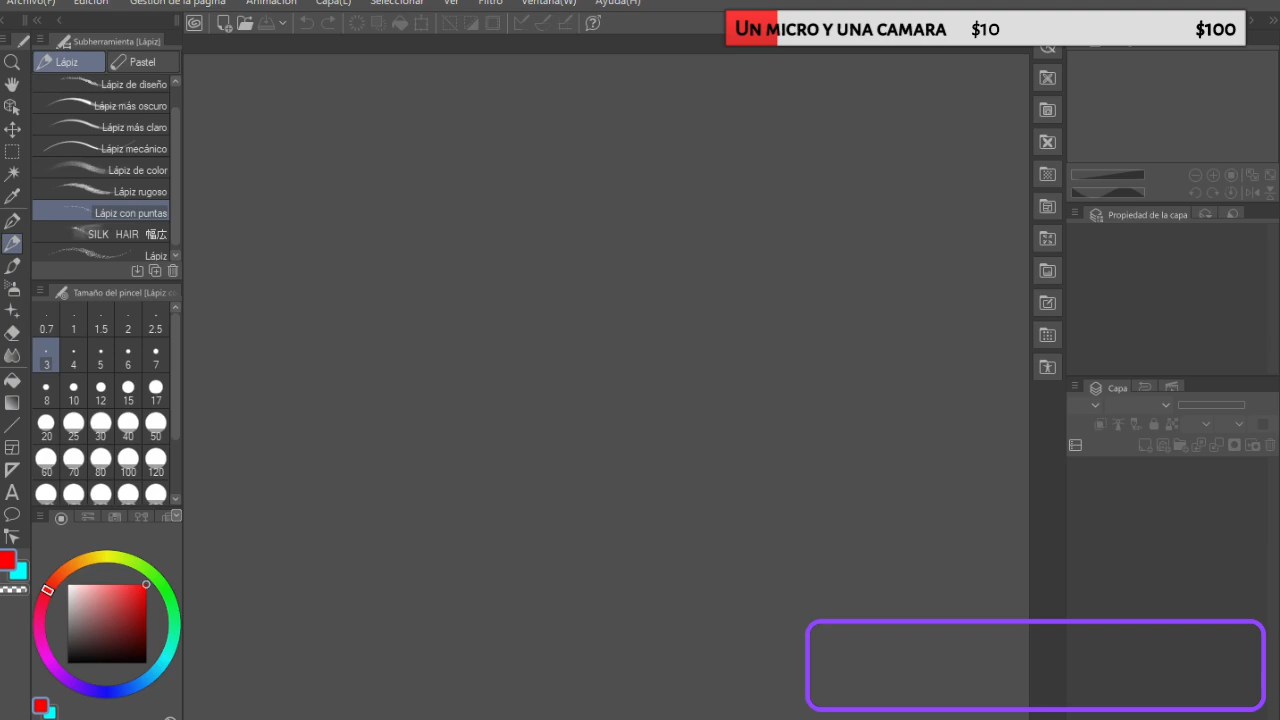 Archivo(F) Edición Gestión de la página Animación Capa(L) Seleccionar Ver Filtro Ventana(W) Ayuda(H)
UN MICRO Y UNA CAMARA $10 $100
Subherramienta [Lápiz]
Lápiz Pastel
Lápiz de diseño
Lápiz más oscuro
Lápiz más claro
Lápiz mecánico
Lápiz de color
Lápiz rugoso
Lápiz con puntas
SILK HAIR 幅広
Lápiz
Tamaño del pincel [Lápiz c
0.7 1 1.5 2 2.5
3 4 5 6 7
8 10 12 15 17
20 25 30 40 50
60 70 80 100 120
Propiedad de la capa
Capa